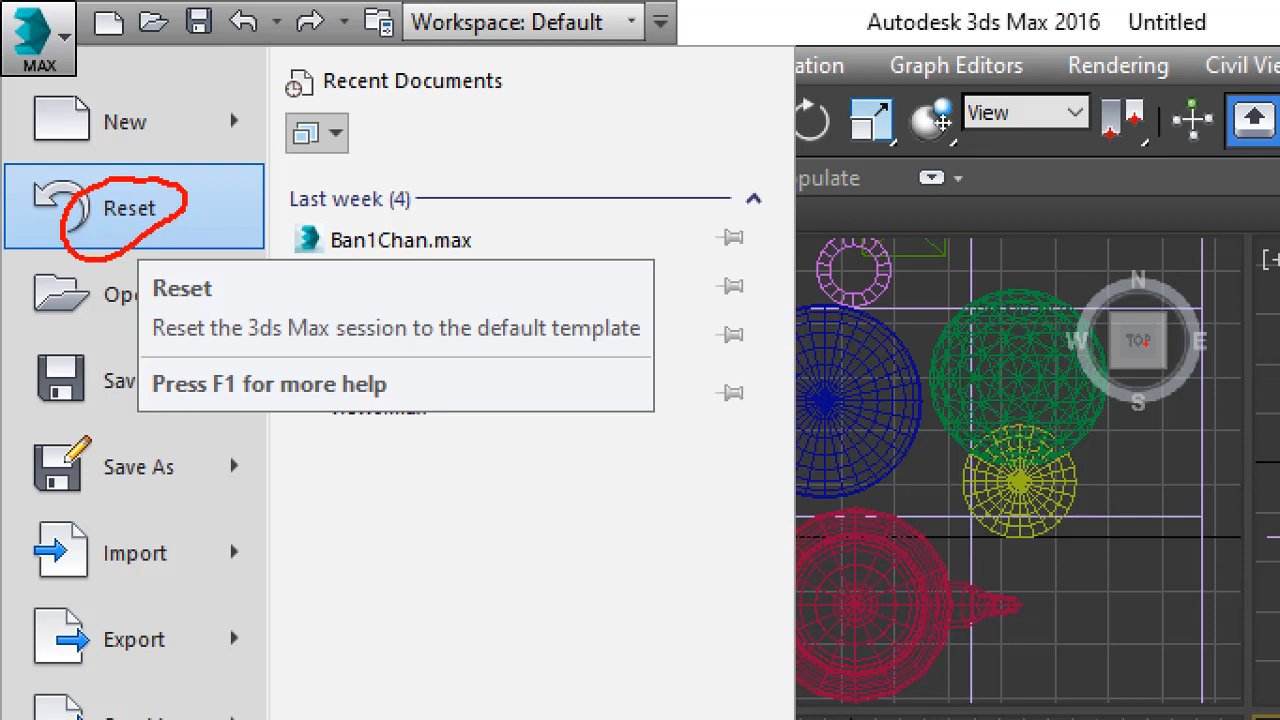 Workspace: Default
Autodesk 3ds Max 2016 Untitled
MAX
ation Graph Editors Rendering Civil Vie
Recent Documents
New
View
pulate
Reset
Last week (4)
Ban1Chan.max
Reset
Reset the 3ds Max session to the default template
Press F1 for more help
Ope
Sav
Save As
Import
Export
N
W TOP E
S
[+